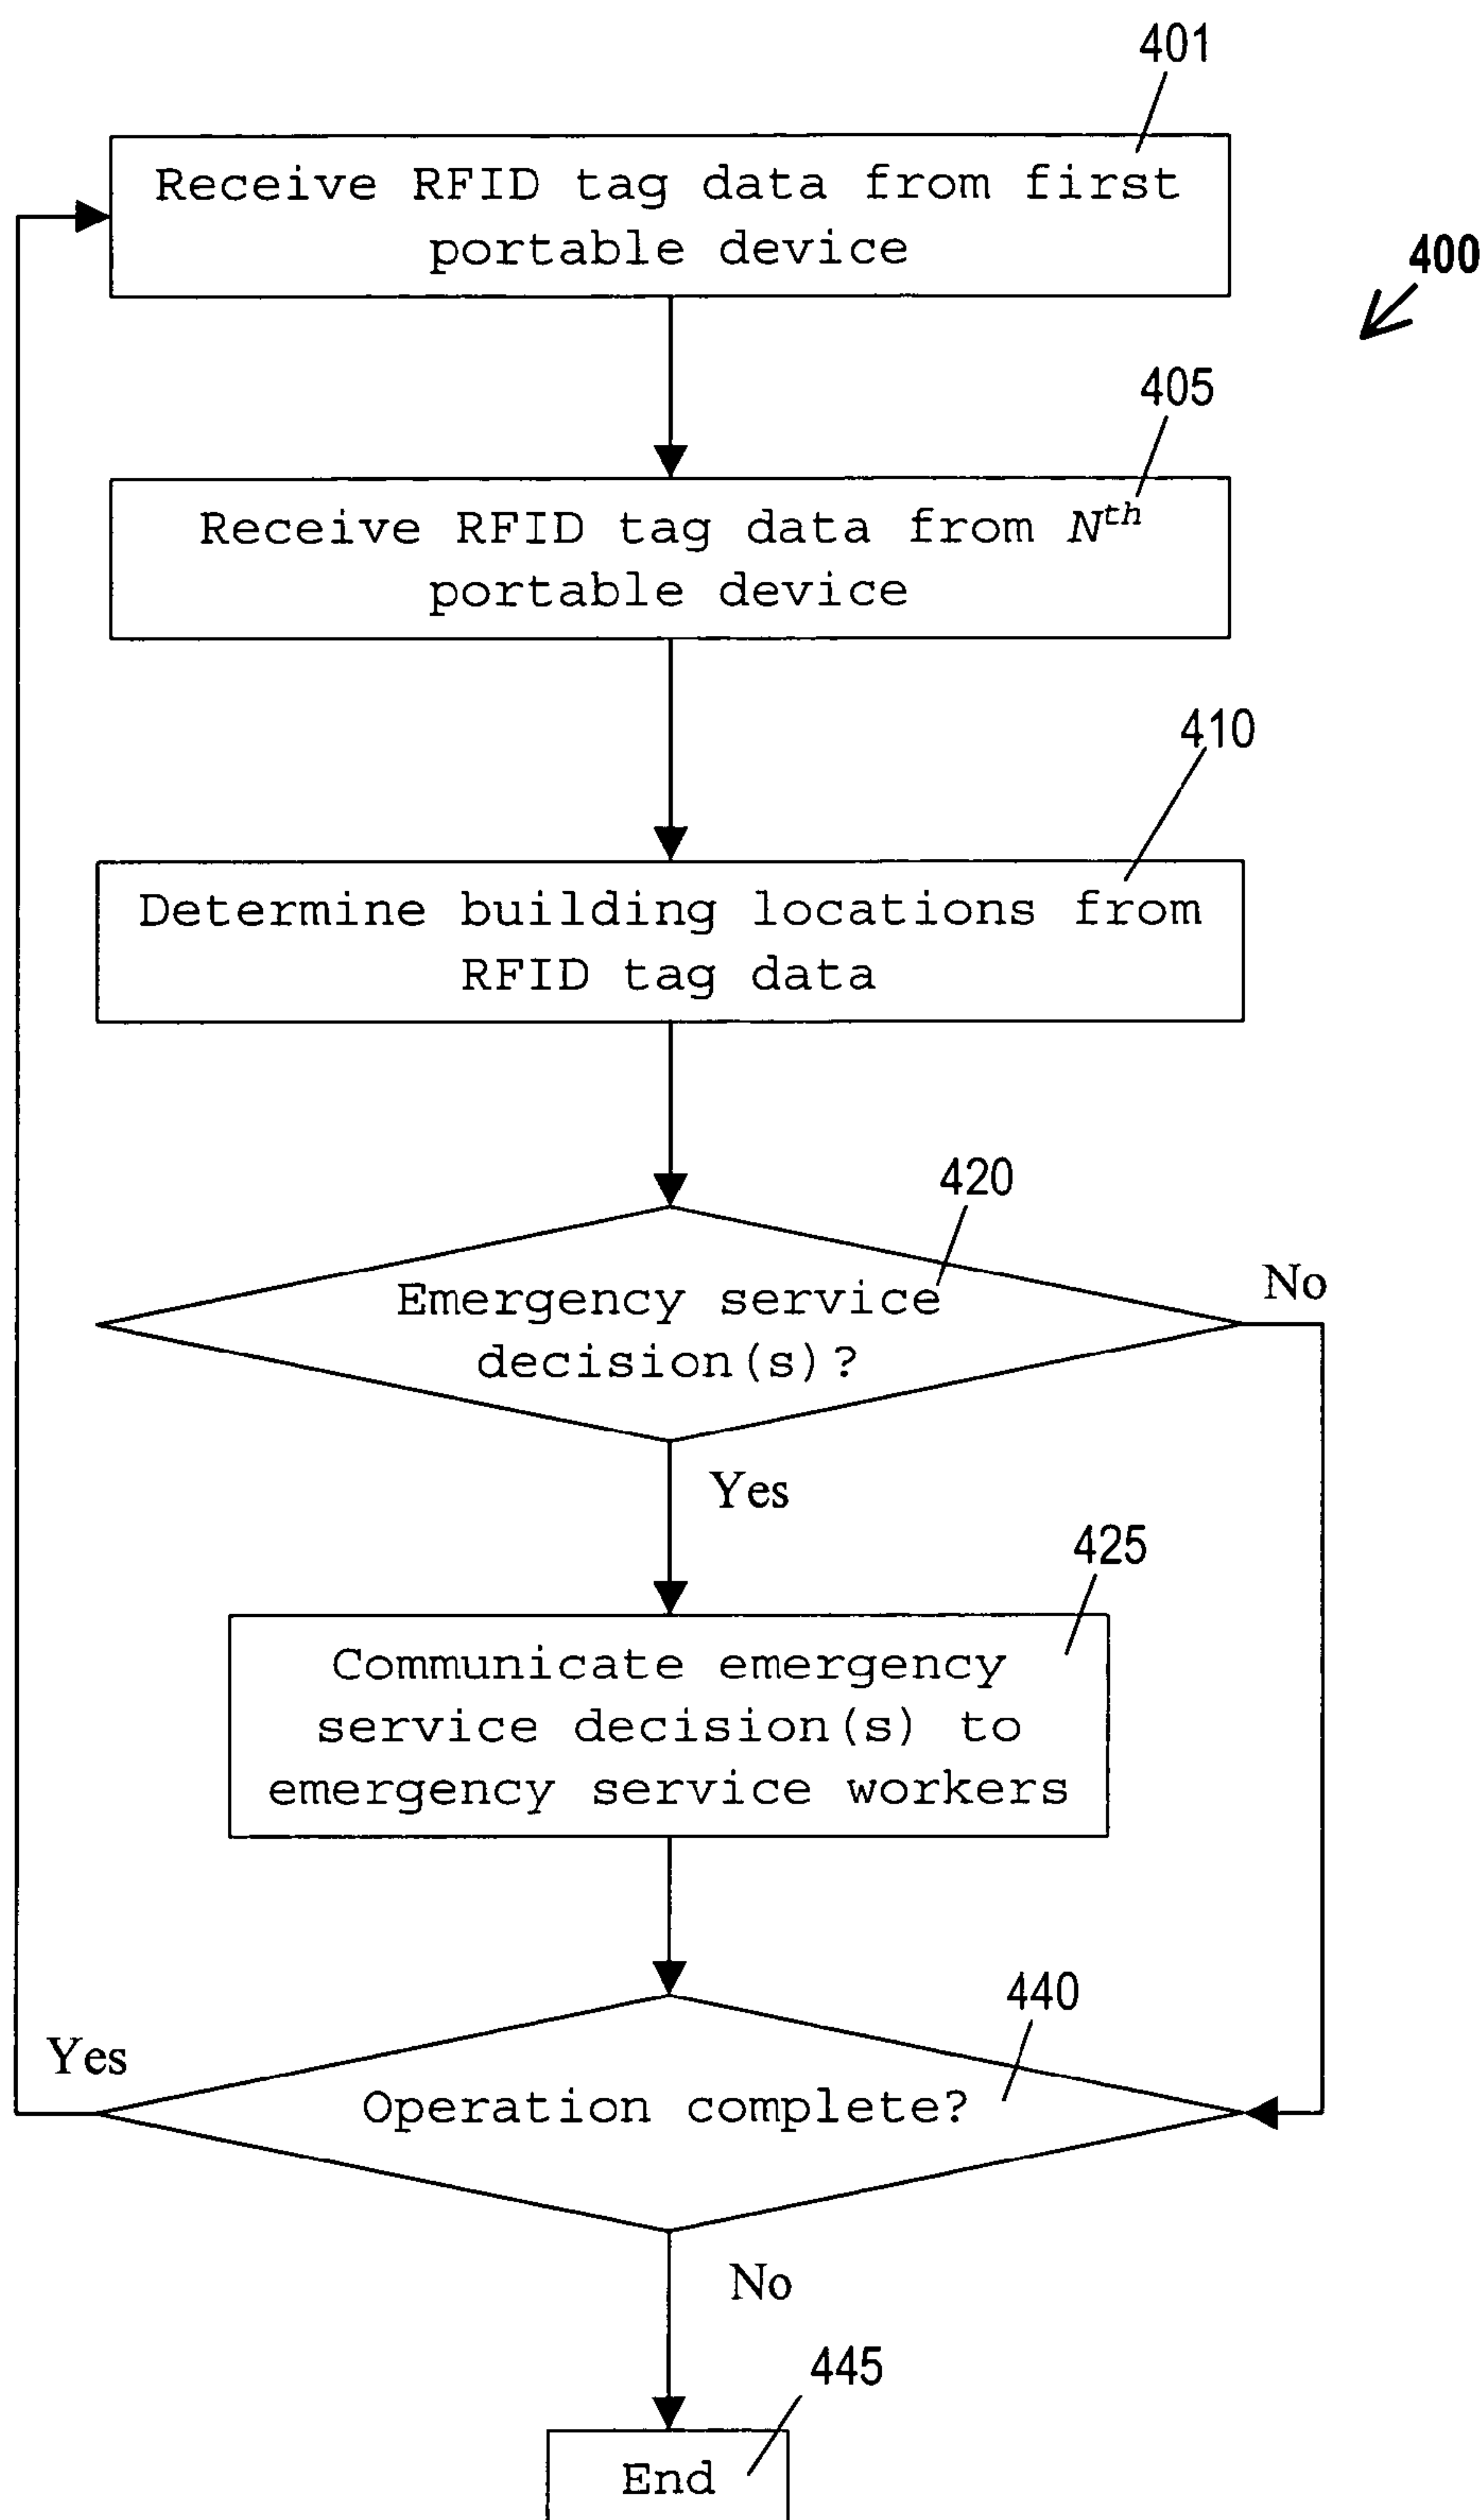 401
Receive RFID tag data from first
portable device
400
405
Receive RFID tag data from Nth
portable device
410
Determine building locations from
RFID tag data
420
No
Emergency service
decision(s)?
Yes
425
Communicate emergency
service decision(s) to
emergency service workers
440
Yes
Operation complete?
No
445
End